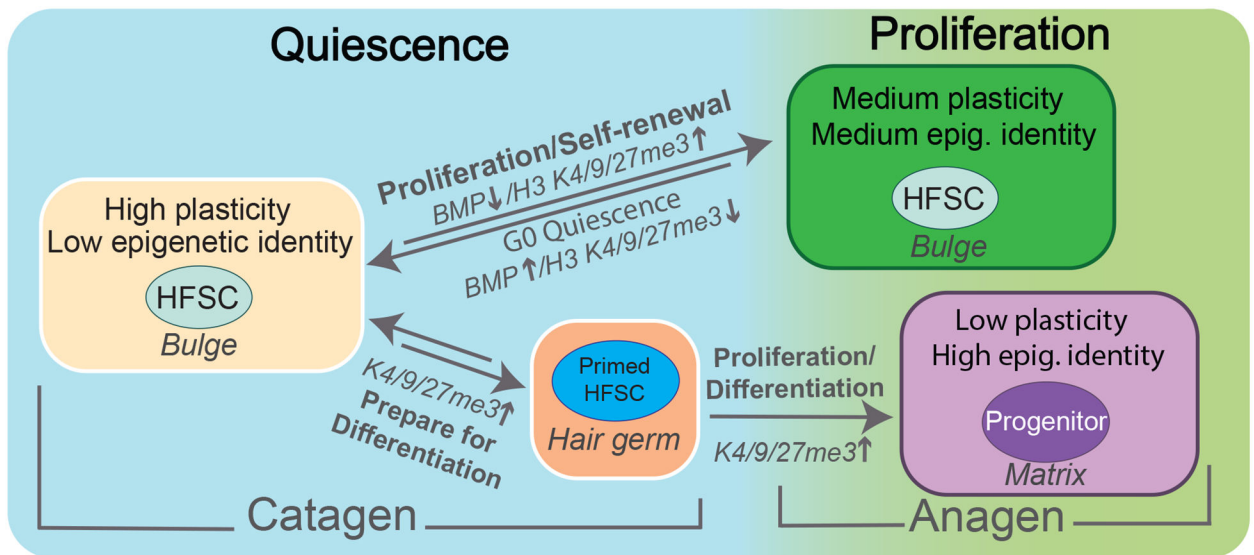 Quiescence
Proliferation
Proliferation/Self-renewal
BMP↓/H3 K4/9/27me3↑
G0 Quiescence
BMP↑/H3 K4/9/27me3↓
Medium plasticity
Medium epig. identity
HFSC
Bulge
High plasticity
Low epigenetic identity
HFSC
Bulge
K4/9/27me3↑
Prepare for
Differentiation
Primed
HFSC
Hair germ
Proliferation/
Differentiation
K4/9/27me3↑
Low plasticity
High epig. identity
Progenitor
Matrix
Catagen
Anagen